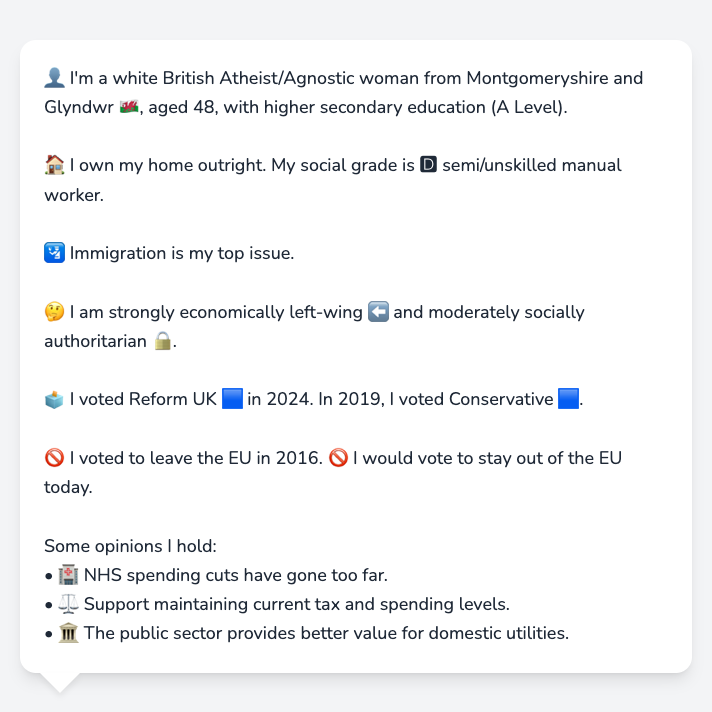 👤 I'm a white British Atheist/Agnostic woman from Montgomeryshire and
Glyndwr 🏴󠁧󠁢󠁷󠁬󠁳󠁿, aged 48, with higher secondary education (A Level).
🏠 I own my home outright. My social grade is 🅳 semi/unskilled manual
worker.
🛂 Immigration is my top issue.
🤔 I am strongly economically left-wing ⬅️ and moderately socially
authoritarian 🔒.
🗳️ I voted Reform UK 🟦 in 2024. In 2019, I voted Conservative 🟦.
🚫 I voted to leave the EU in 2016. 🚫 I would vote to stay out of the EU
today.
Some opinions I hold:
• 🏥 NHS spending cuts have gone too far.
• ⚖️ Support maintaining current tax and spending levels.
• 🏛️ The public sector provides better value for domestic utilities.